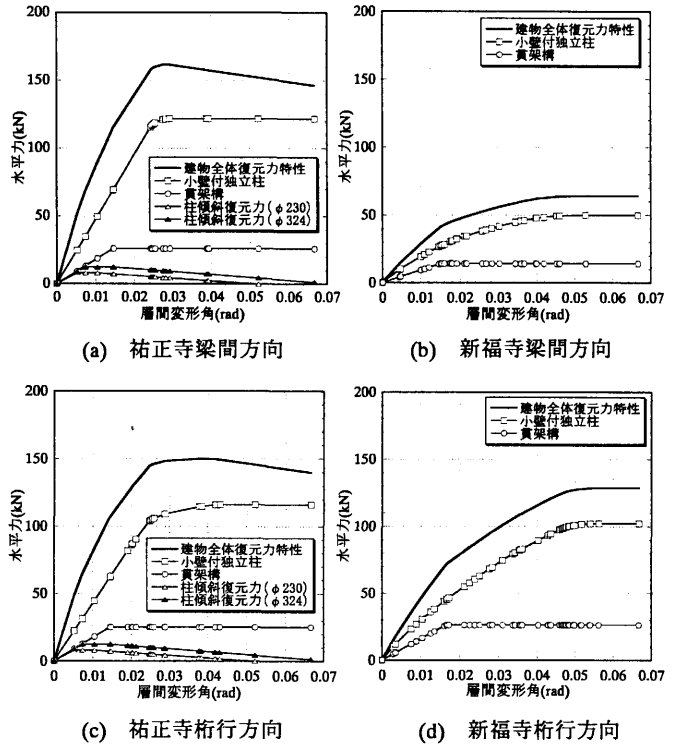 200
150
100
50
0
水平力(kN)
建物全体復元力特性
小壁付独立柱
貫架構
柱傾斜復元力(φ230)
柱傾斜復元力(φ324)
0 0.01 0.02 0.03 0.04 0.05 0.06 0.07
層間変形角(rad)
(a) 祐正寺梁間方向
200
150
100
50
0
水平力(kN)
建物全体復元力特性
小壁付独立柱
貫架構
0 0.01 0.02 0.03 0.04 0.05 0.06 0.07
層間変形角(rad)
(b) 新福寺梁間方向
200
150
100
50
0
水平力(kN)
建物全体復元力特性
小壁付独立柱
貫架構
柱傾斜復元力(φ230)
柱傾斜復元力(φ324)
0 0.01 0.02 0.03 0.04 0.05 0.06 0.07
層間変形角(rad)
(c) 祐正寺桁行方向
200
150
100
50
0
水平力(kN)
建物全体復元力特性
小壁付独立柱
貫架構
0 0.01 0.02 0.03 0.04 0.05 0.06 0.07
層間変形角(rad)
(d) 新福寺桁行方向